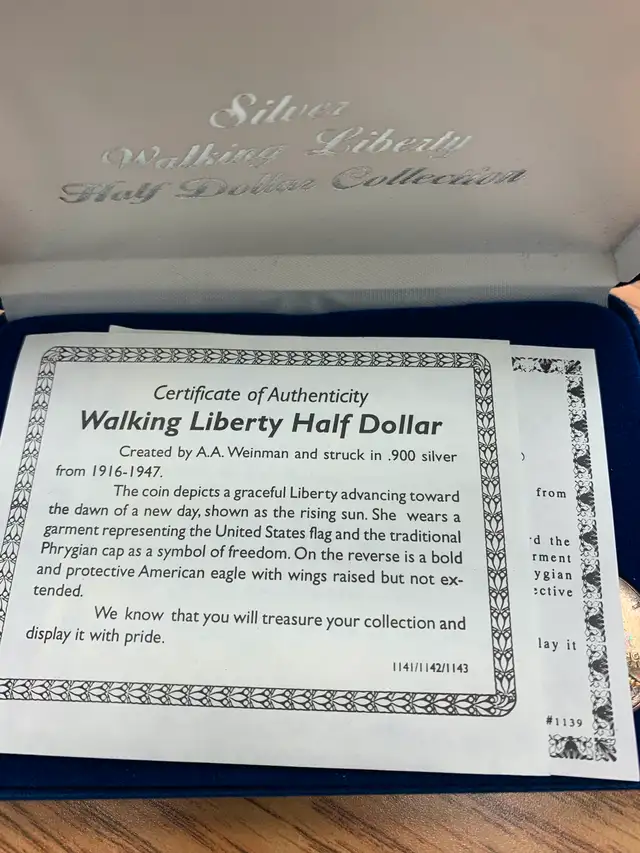 Silver
Walking Liberty
Half Dollar Collection
Certificate of Authenticity
Walking Liberty Half Dollar
Created by A.A. Weinman and struck in .900 silver
from 1916-1947.
The coin depicts a graceful Liberty advancing toward
the dawn of a new day, shown as the rising sun. She wears a
garment representing the United States flag and the traditional
Phrygian cap as a symbol of freedom. On the reverse is a bold
and protective American eagle with wings raised but not ex-
tended.
We know that you will treasure your collection and
display it with pride.
1141/1142/1143
from
the
lay it
#1139